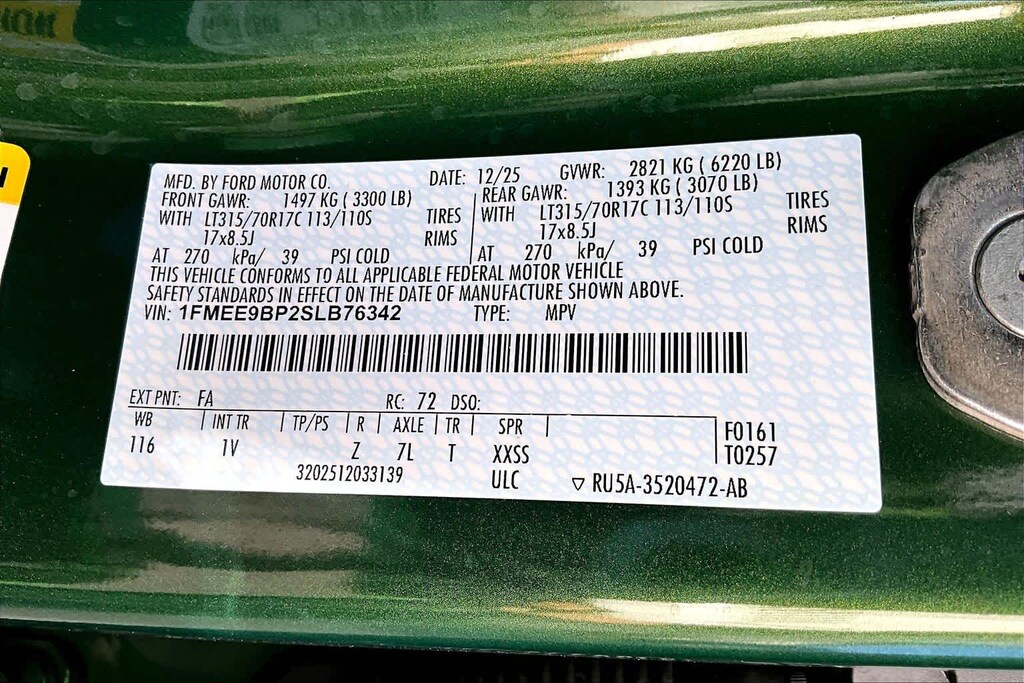 MFD. BY FORD MOTOR CO. DATE: 12/25 GVWR: 2821 KG ( 6220 LB)
FRONT GAWR: 1497 KG ( 3300 LB) REAR GAWR: 1393 KG ( 3070 LB)
WITH LT315/70R17C 113/110S TIRES WITH LT315/70R17C 113/110S TIRES
17x8.5J RIMS 17x8.5J RIMS
AT 270 kPa/ 39 PSI COLD AT 270 kPa/ 39 PSI COLD
THIS VEHICLE CONFORMS TO ALL APPLICABLE FEDERAL MOTOR VEHICLE
SAFETY STANDARDS IN EFFECT ON THE DATE OF MANUFACTURE SHOWN ABOVE.
VIN: 1FMEE9BP2SLB76342 TYPE: MPV
EXT PNT: FA RC: 72 DSO:
WB INT TR TP/PS R AXLE TR SPR F0161
116 1V Z 7L T XXSS T0257
3202512033139 ULC ▽ RU5A-3520472-AB